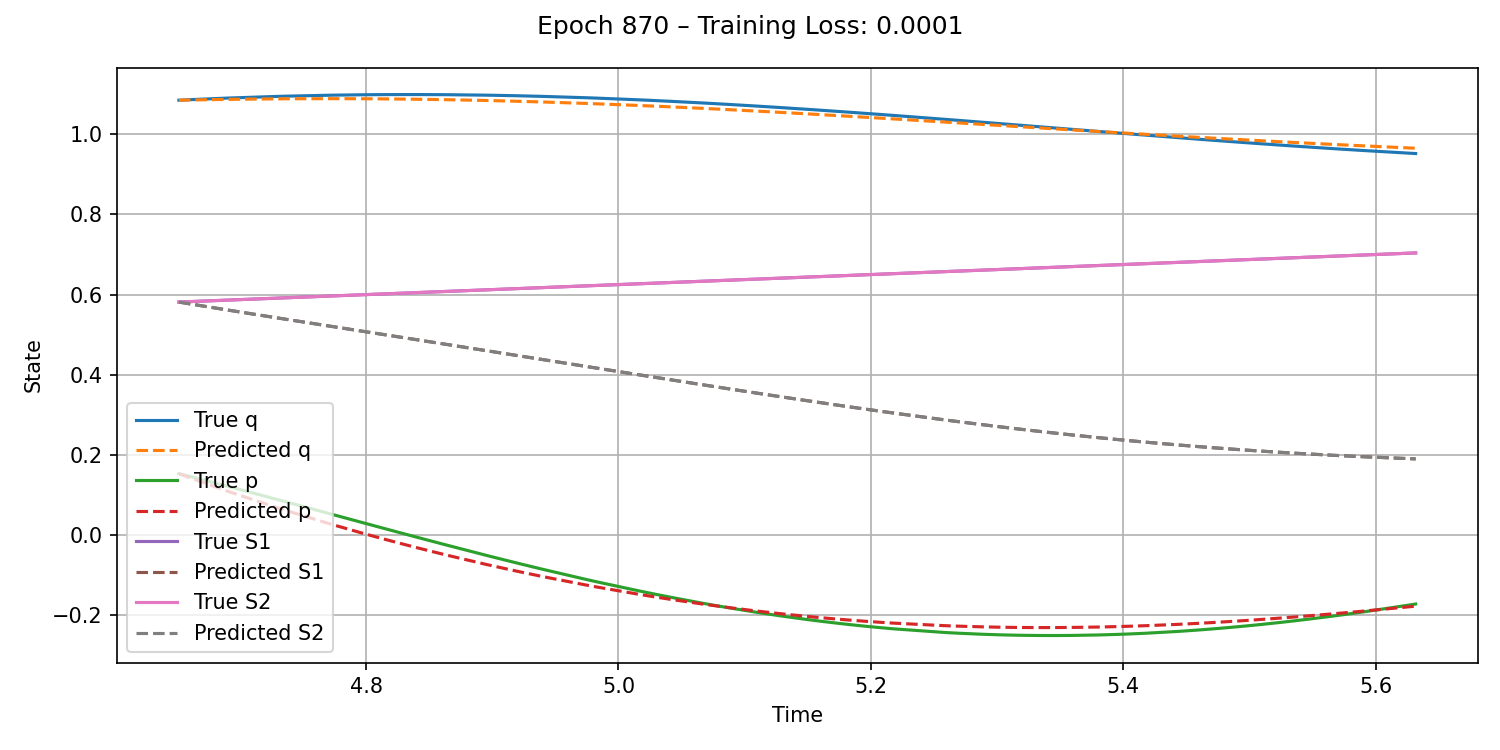 Epoch 870 – Training Loss: 0.0001
1.0
0.8
0.6
0.4
0.2
0.0
−0.2
State
True q
Predicted q
True p
Predicted p
True S1
Predicted S1
True S2
Predicted S2
4.8 5.0 5.2 5.4 5.6
Time